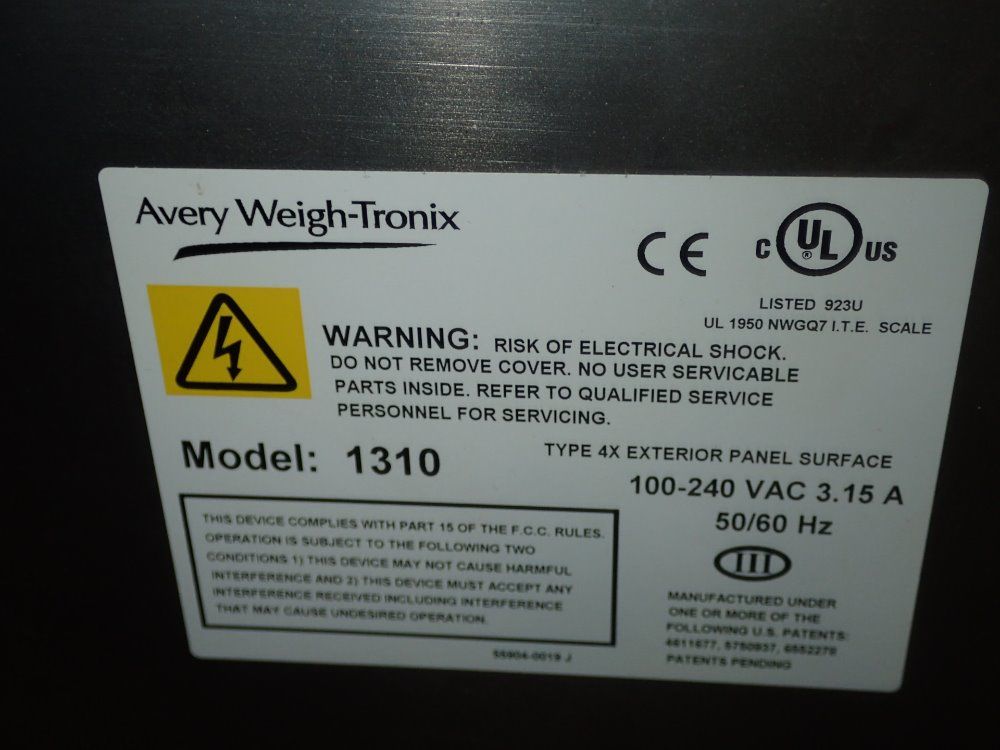 Avery Weigh-Tronix
CE
C UL ® US
LISTED 923U
UL 1950 NWGQ7 I.T.E. SCALE
WARNING: RISK OF ELECTRICAL SHOCK.
DO NOT REMOVE COVER. NO USER SERVICABLE
PARTS INSIDE. REFER TO QUALIFIED SERVICE
PERSONNEL FOR SERVICING.
Model: 1310
TYPE 4X EXTERIOR PANEL SURFACE
100-240 VAC 3.15 A
50/60 Hz
III
THIS DEVICE COMPLIES WITH PART 15 OF THE F.C.C. RULES.
OPERATION IS SUBJECT TO THE FOLLOWING TWO
CONDITIONS 1) THIS DEVICE MAY NOT CAUSE HARMFUL
INTERFERENCE AND 2) THIS DEVICE MUST ACCEPT ANY
INTERFERENCE RECEIVED INCLUDING INTERFERENCE
THAT MAY CAUSE UNDESIRED OPERATION.
MANUFACTURED UNDER
ONE OR MORE OF THE
FOLLOWING U.S. PATENTS:
4611677, 5750937, 6552278
PATENTS PENDING
55904-0019 J